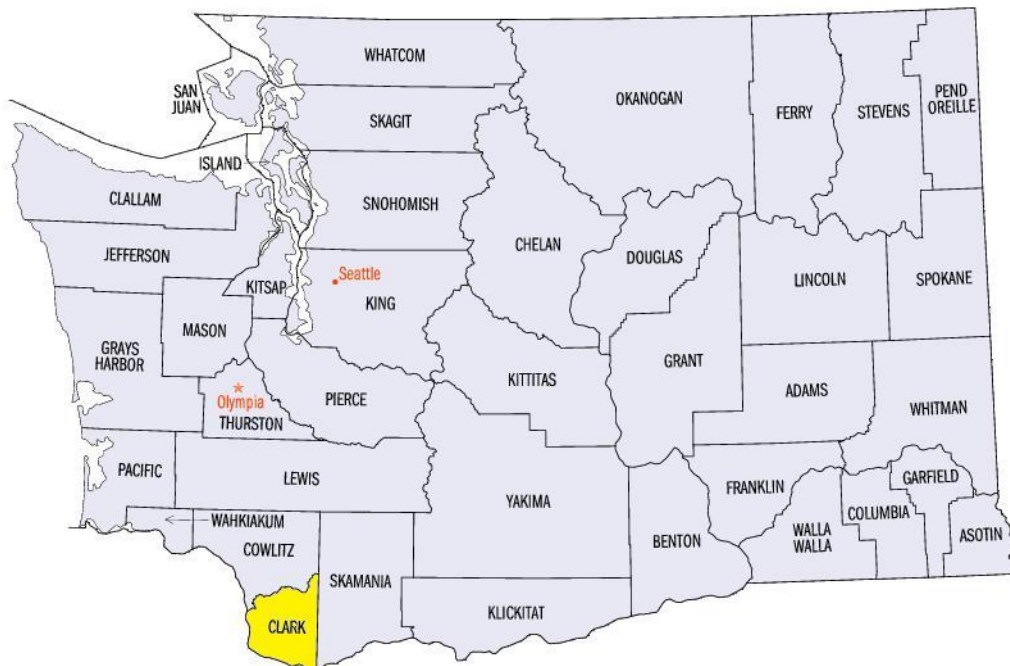 WHATCOM
OKANOGAN
FERRY
STEVENS
PEND
OREILLE
SAN
JUAN
SKAGIT
ISLAND
SNOHOMISH
CLALLAM
CHELAN
DOUGLAS
JEFFERSON
KITSAP
Seattle
KING
LINCOLN
SPOKANE
MASON
GRAYS
HARBOR
KITTITAS
GRANT
ADAMS
Olympia
THURSTON
PIERCE
WHITMAN
PACIFIC
LEWIS
YAKIMA
FRANKLIN
GARFIELD
COLUMBIA
WALLA
WALLA
ASOTIN
WAHKIAKUM
COWLITZ
SKAMANIA
BENTON
KLICKITAT
CLARK